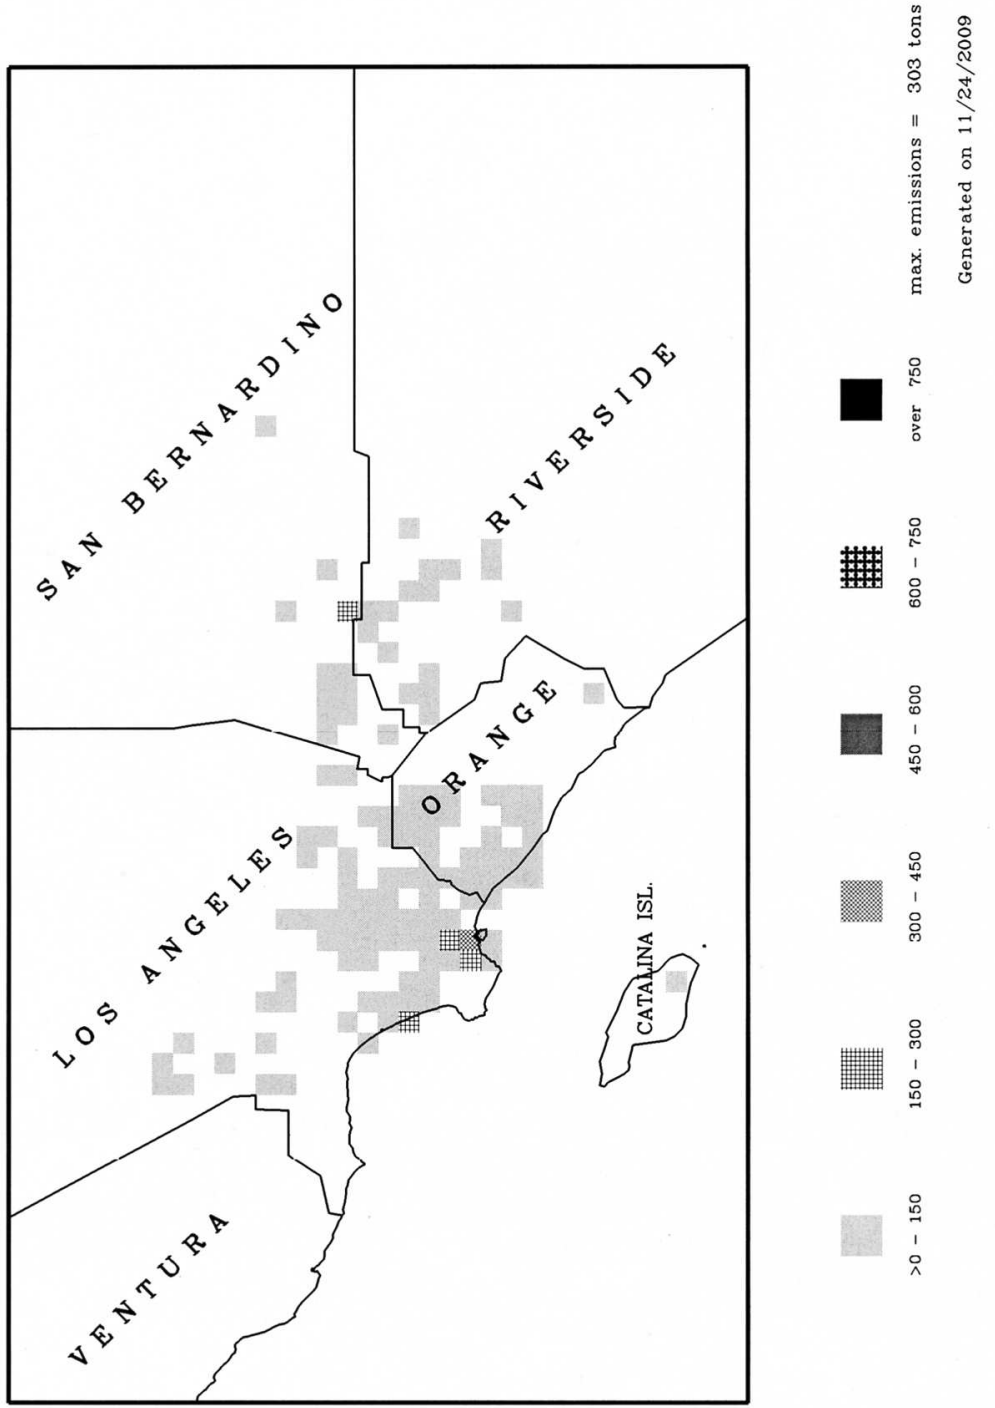 SAN BERNARDINO
LOS ANGELES
VENTURA
RIVERSIDE
ORANGE
CATALINA ISL.
>0 – 150
150 – 300
300 – 450
450 – 600
600 – 750
over 750
max. emissions = 303 tons
Generated on 11/24/2009